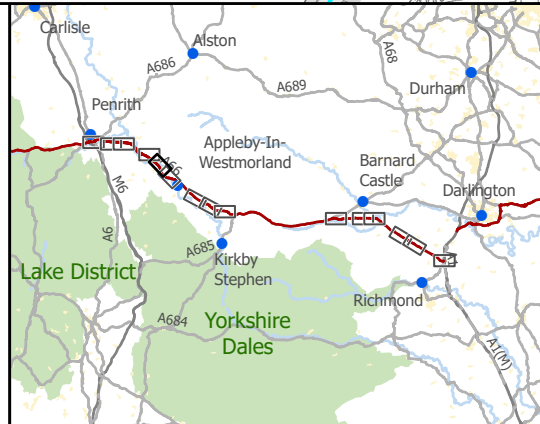 Carlisle
Alston
A686
A689
A68
Durham
Penrith
Appleby-In-
Westmorland
A66
Barnard
Castle
Darlington
M6
A6
Lake District
A685
Kirkby
Stephen
Richmond
A684
Yorkshire
Dales
A1(M)